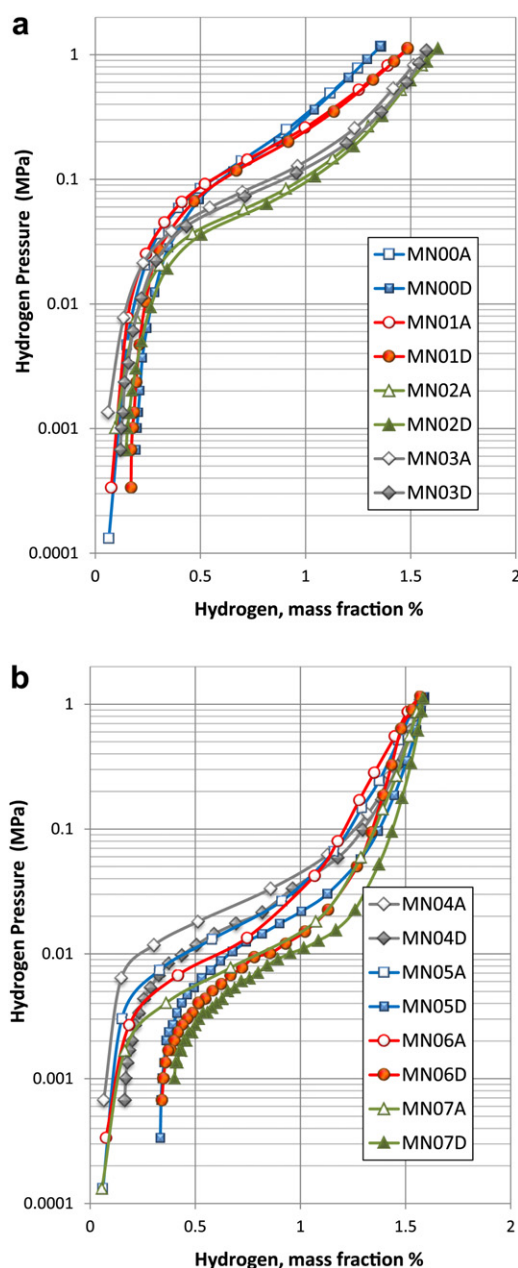 a
1
0.1
0.01
0.001
0.0001
Hydrogen Pressure (MPa)
MN00A
MN00D
MN01A
MN01D
MN02A
MN02D
MN03A
MN03D
0 0.5 1 1.5 2
Hydrogen, mass fraction %
b
1
0.1
0.01
0.001
0.0001
Hydrogen Pressure (MPa)
MN04A
MN04D
MN05A
MN05D
MN06A
MN06D
MN07A
MN07D
0 0.5 1 1.5 2
Hydrogen, mass fraction %